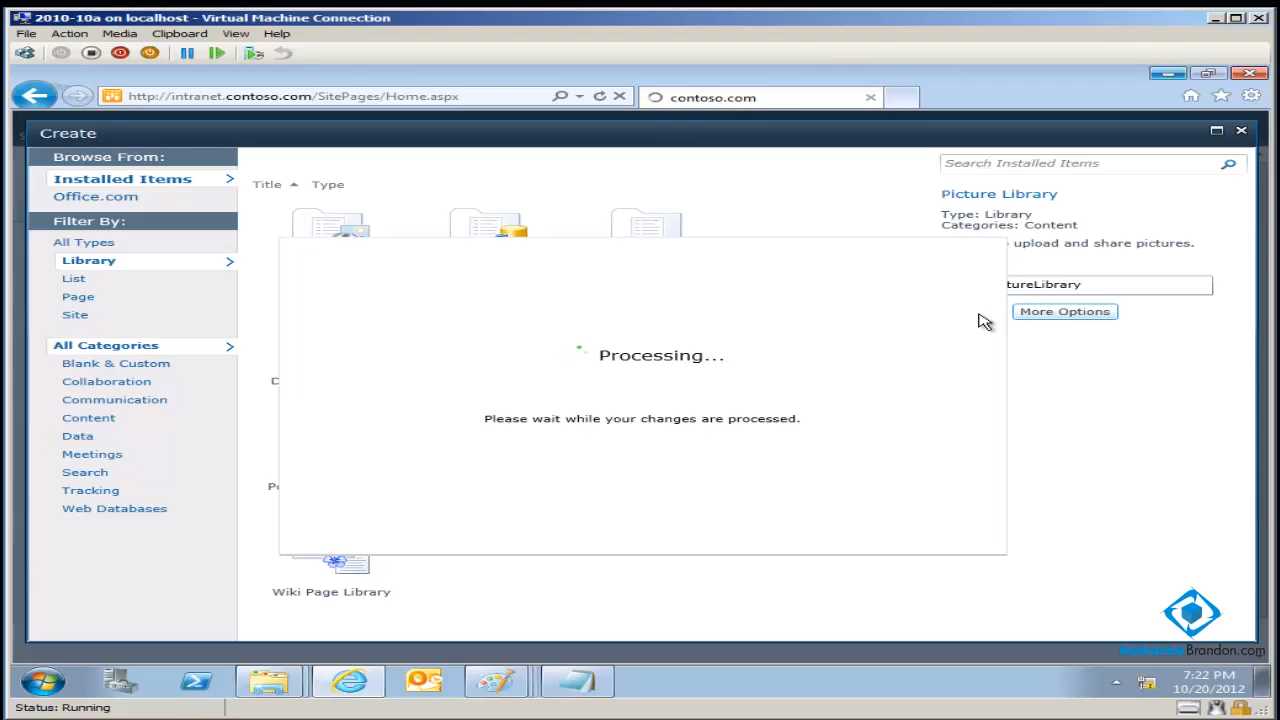 2010-10a on localhost - Virtual Machine Connection
File Action Media Clipboard View Help
http://intranet.contoso.com/SitePages/Home.aspx
contoso.com
Create
Browse From:
Installed Items
Office.com
Filter By:
All Types
Library
List
Page
Site
All Categories
Blank & Custom
Collaboration
Communication
Content
Data
Meetings
Search
Tracking
Web Databases
Title Type
Processing...
Please wait while your changes are processed.
Wiki Page Library
Search Installed Items
Picture Library
Type: Library
Categories: Content
upload and share pictures.
tureLibrary
More Options
InstructorBrandon.com
7:22 PM
10/20/2012
Status: Running